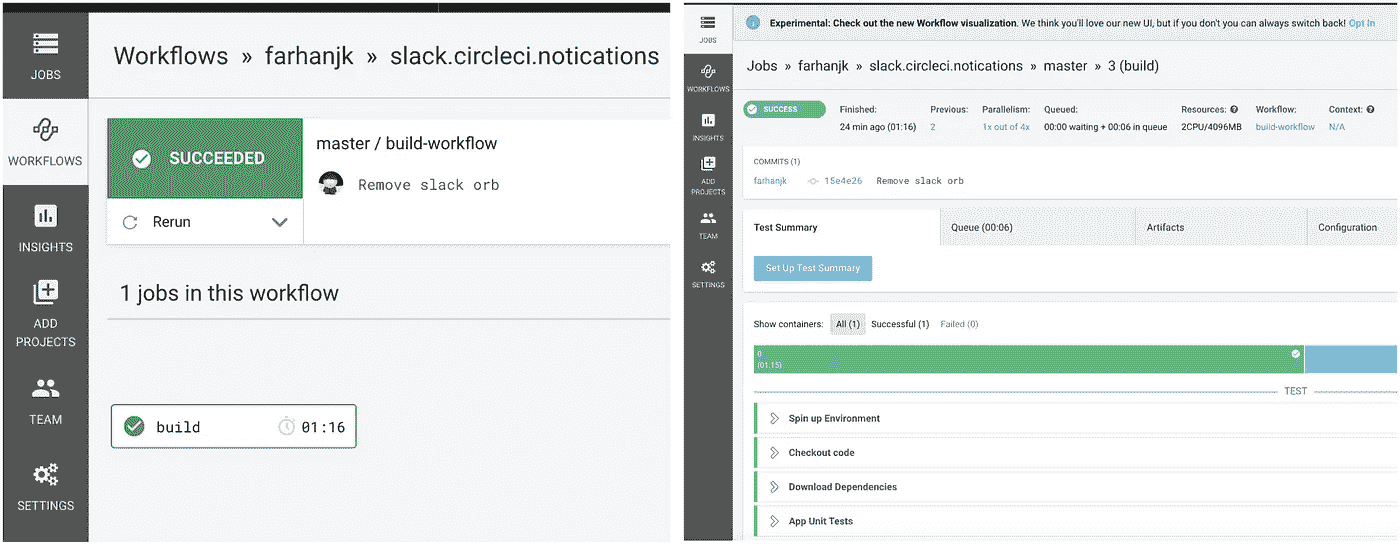 JOBS
WORKFLOWS
INSIGHTS
ADD
PROJECTS
TEAM
SETTINGS
Workflows » farhanjk » slack.circleci.notications
SUCCEEDED
Rerun
master / build-workflow
Remove slack orb
1 jobs in this workflow
build 01:16
JOBS
WORKFLOWS
INSIGHTS
ADD
PROJECTS
TEAM
SETTINGS
Experimental: Check out the new Workflow visualization. We think you'll love our new UI, but if you don't you can always switch back! Opt In
Jobs » farhanjk » slack.circleci.notications » master » 3 (build)
SUCCESS
Finished: Previous: Parallelism: Queued: Resources: Workflow: Context:
24 min ago (01:16) 2 1x out of 4x 00:00 waiting + 00:06 in queue 2CPU/4096MB build-workflow N/A
COMMITS (1)
farhanjk 15e4e26 Remove slack orb
Test Summary Queue (00:06) Artifacts Configuration
Set Up Test Summary
Show containers: All (1) Successful (1) Failed (0)
0
(01:15)
TEST
Spin up Environment
Checkout code
Download Dependencies
App Unit Tests